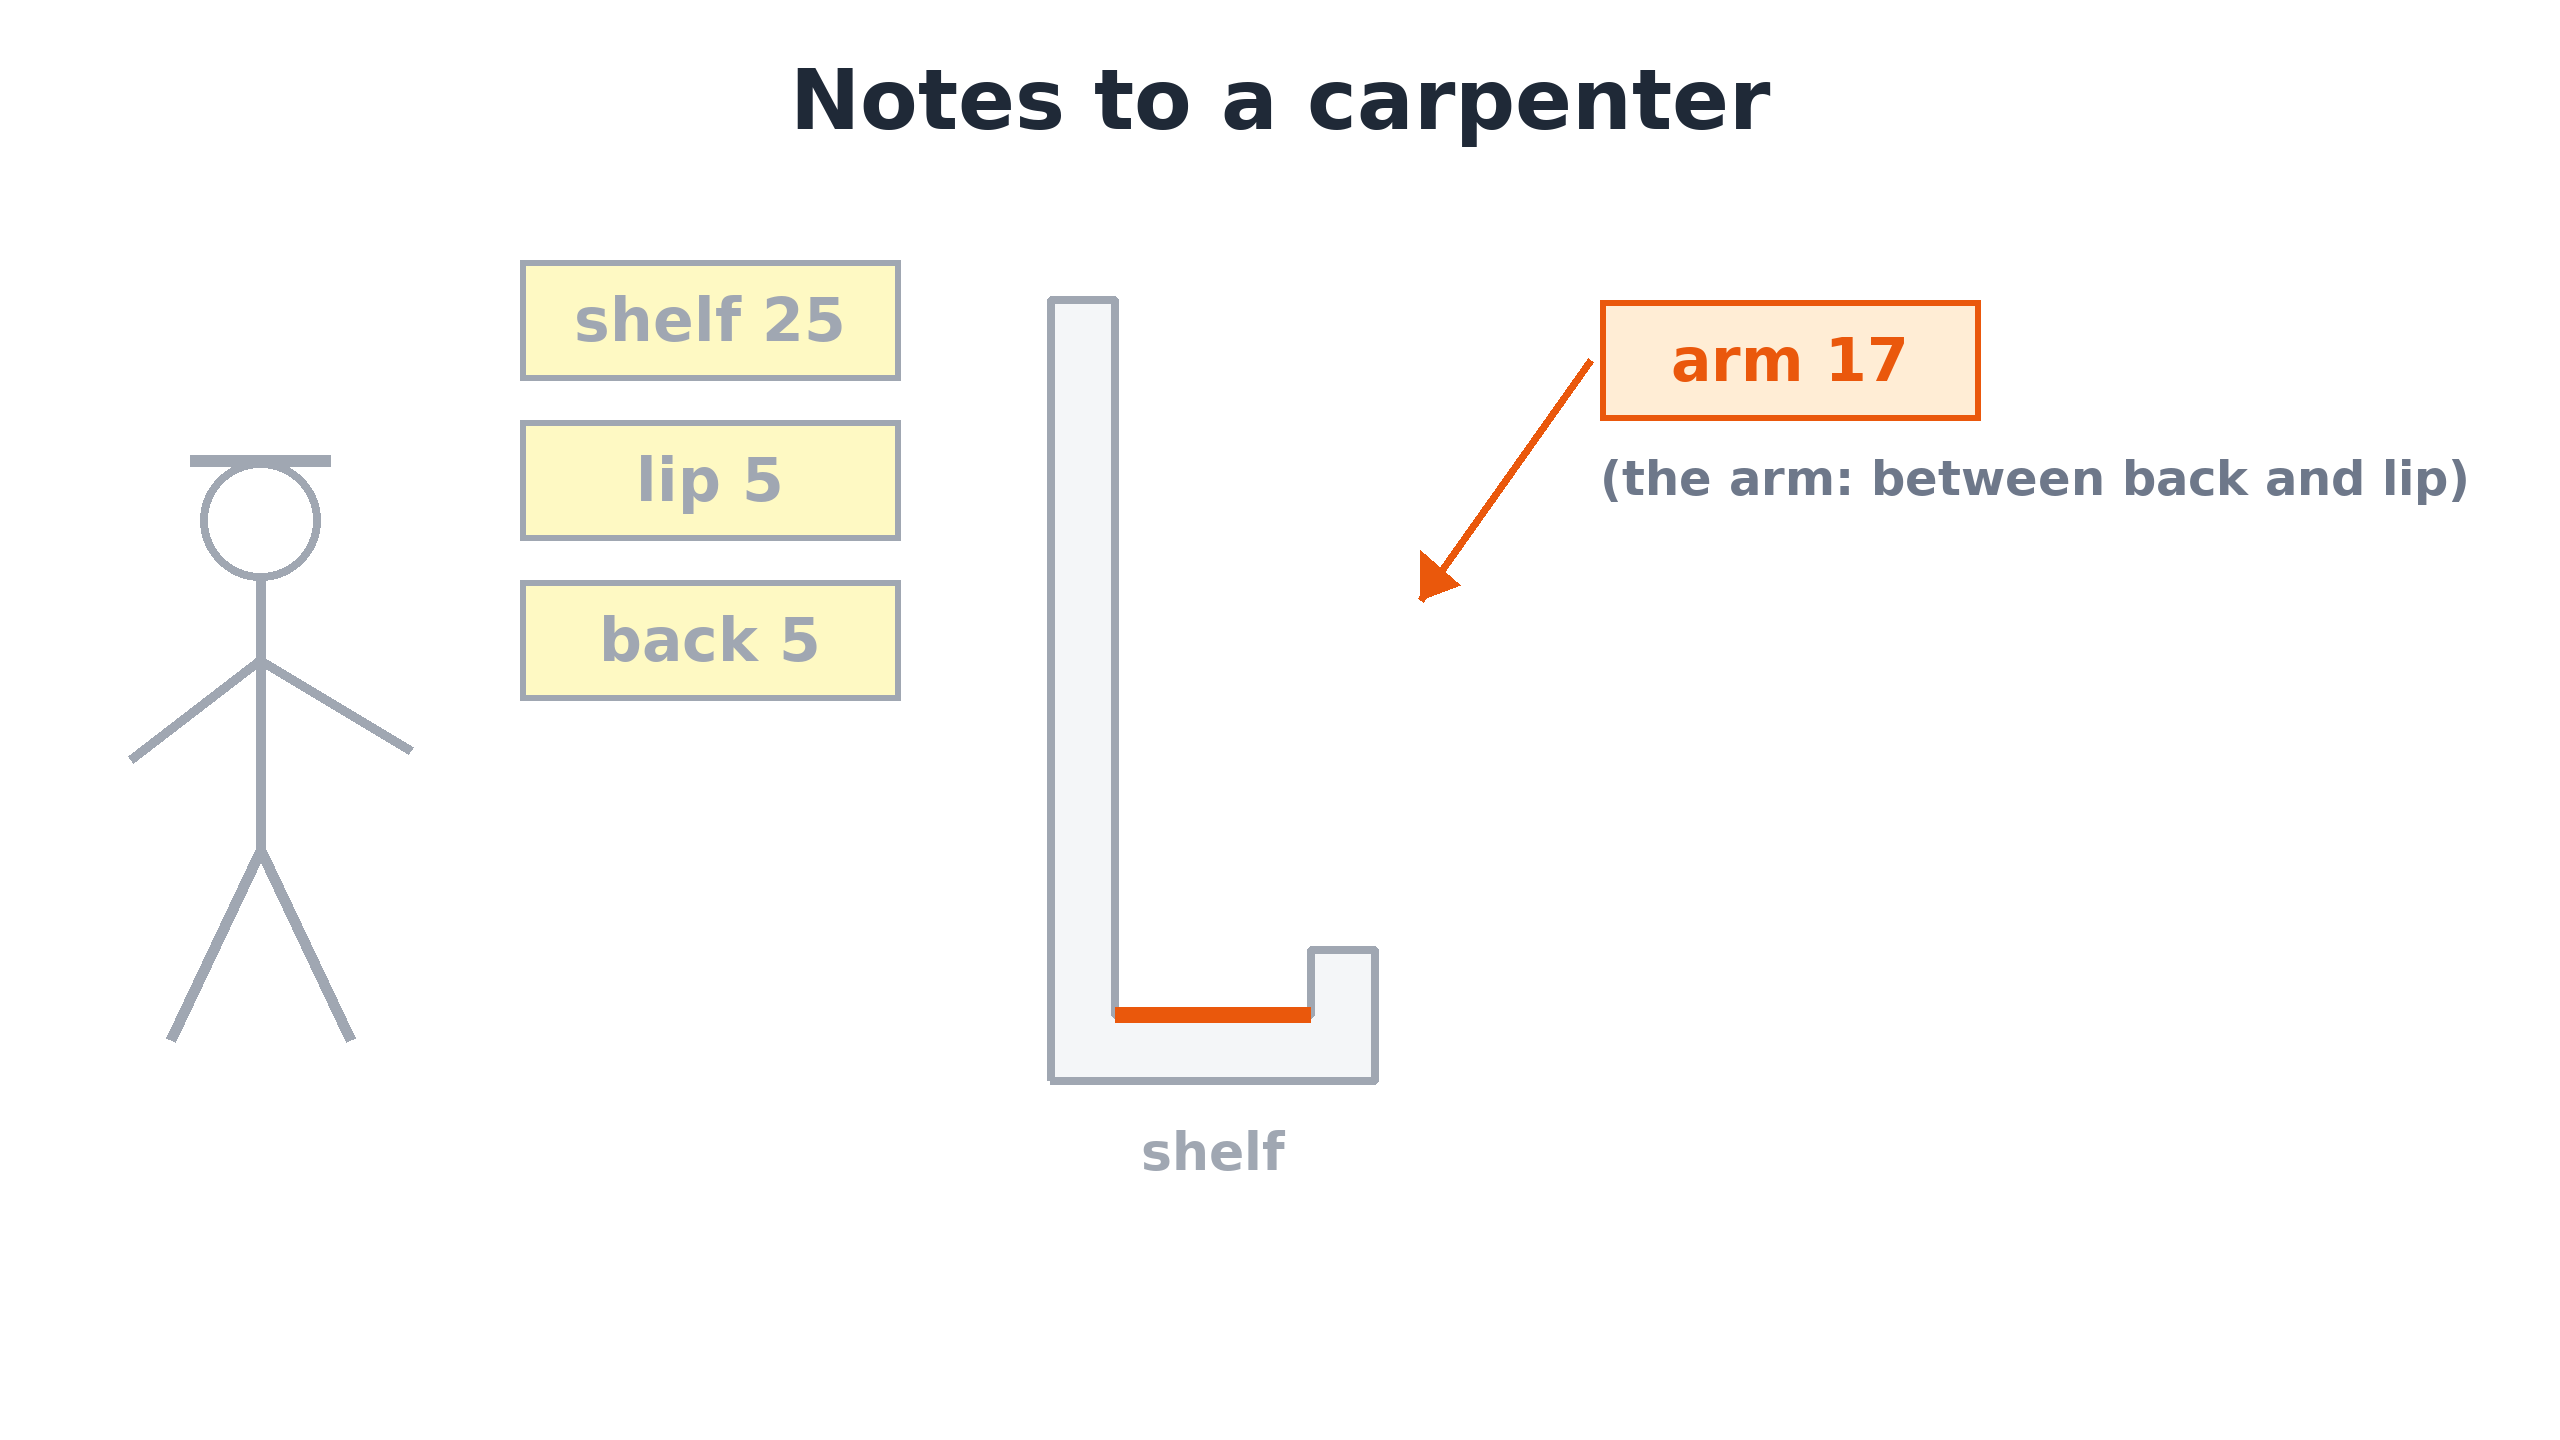 Notes to a carpenter
shelf 25
lip 5
back 5
arm 17
(the arm: between back and lip)
shelf